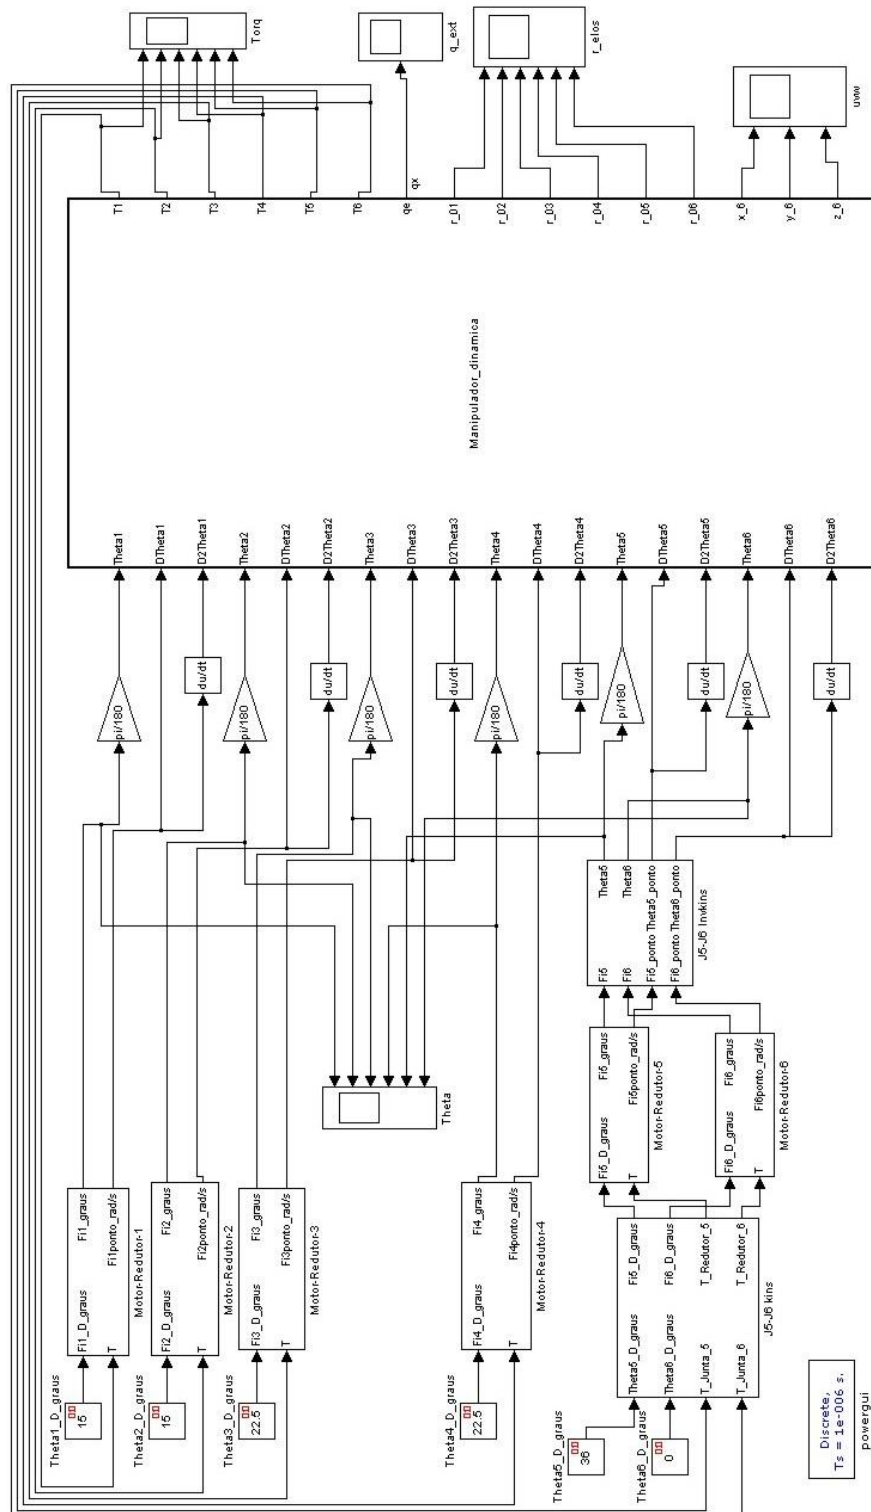 Theta1_D_graus
15
Fi1_D_graus
T
Fi1_graus
Fi1ponto_rad/s
Motor-Redutor-1
Theta2_D_graus
15
Fi2_D_graus
T
Fi2_graus
Fi2ponto_rad/s
Motor-Redutor-2
Theta3_D_graus
22.5
Fi3_D_graus
T
Fi3_graus
Fi3ponto_rad/s
Motor-Redutor-3
Theta4_D_graus
22.5
Fi4_D_graus
T
Fi4_graus
Fi4ponto_rad/s
Motor-Redutor-4
Theta5_D_graus
36
Theta6_D_graus
0
Theta5_D_graus
Theta6_D_graus
T_Junta_5
T_Junta_6
Fi5_D_graus
Fi6_D_graus
T_Redutor_5
T_Redutor_6
J5-J6 kins
Fi5_D_graus
T
Fi5_graus
Fi5ponto_rad/s
Motor-Redutor-5
Fi6_D_graus
T
Fi6_graus
Fi6ponto_rad/s
Motor-Redutor-6
Fi5
Fi6
Fi5_ponto
Fi6_ponto
Theta5
Theta6
Theta5_ponto
Theta6_ponto
J5-J6 Invkins
Theta
pi/180
du/dt
pi/180
du/dt
pi/180
du/dt
pi/180
du/dt
pi/180
du/dt
pi/180
du/dt
Theta1
DTheta1
D2Theta1
Theta2
DTheta2
D2Theta2
Theta3
DTheta3
D2Theta3
Theta4
DTheta4
D2Theta4
Theta5
DTheta5
D2Theta5
Theta6
DTheta6
D2Theta6
Manipulador_dinamica
T1
T2
T3
T4
T5
T6
qe
qx
r_01
r_02
r_03
r_04
r_05
r_06
x_6
y_6
z_6
Torq
q_ext
r_elos
uvw
Discrete,
Ts = 1e-006 s.
powergui